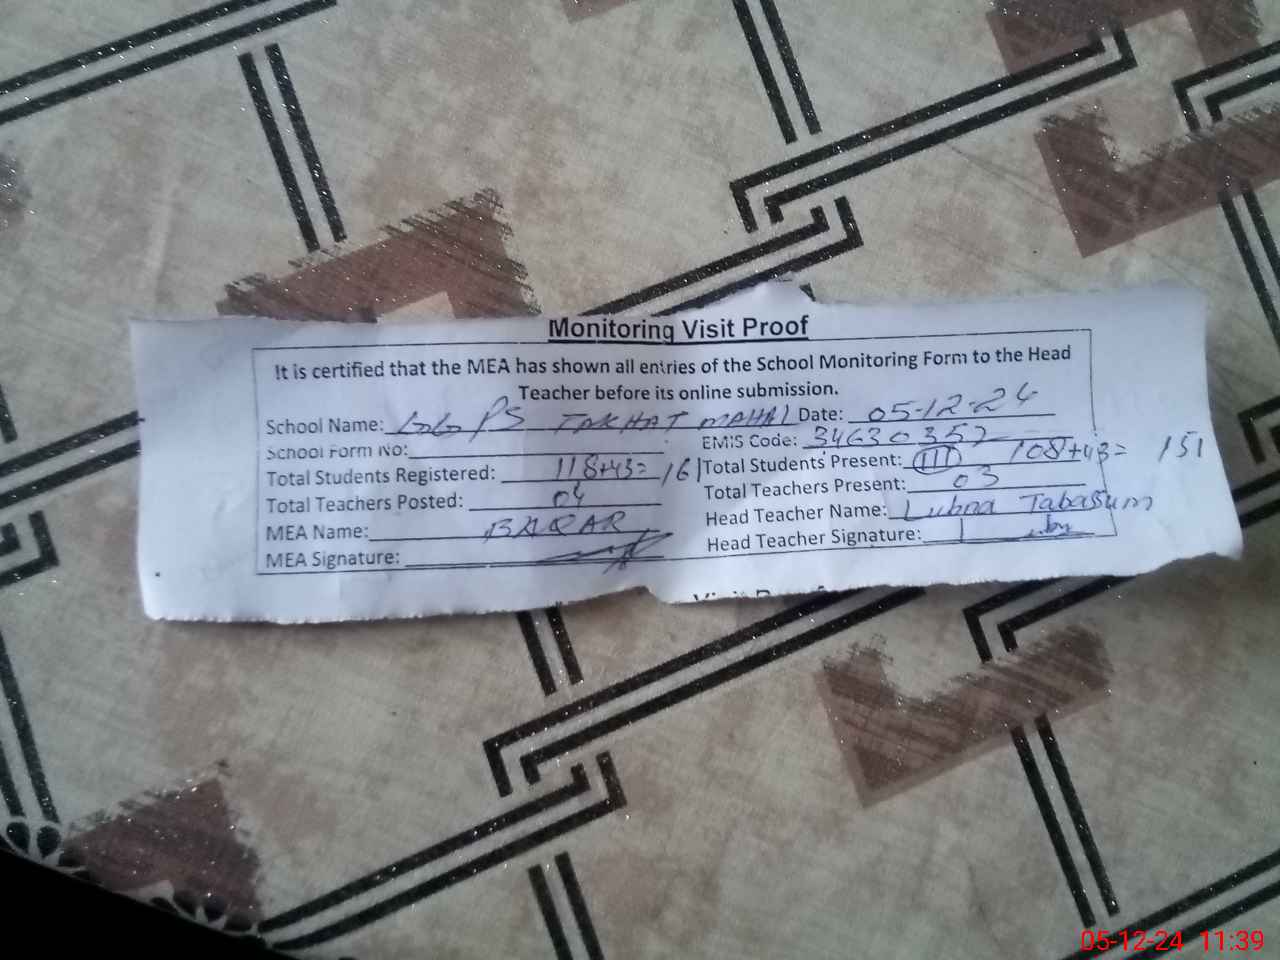 Monitoring Visit Proof
It is certified that the MEA has shown all entries of the School Monitoring Form to the Head
Teacher before its online submission.
School Name: GGPS TAKHAT MAHAL Date: 05-12-24
School Form No: EMIS Code: 34630357
Total Students Registered: 118+43= 161 Total Students Present: 111 108+43= 151
Total Teachers Posted: 04 Total Teachers Present: 03
MEA Name: BAQAR Head Teacher Name: Lubna Tabassum
MEA Signature: Head Teacher Signature:
05-12-24 11:39